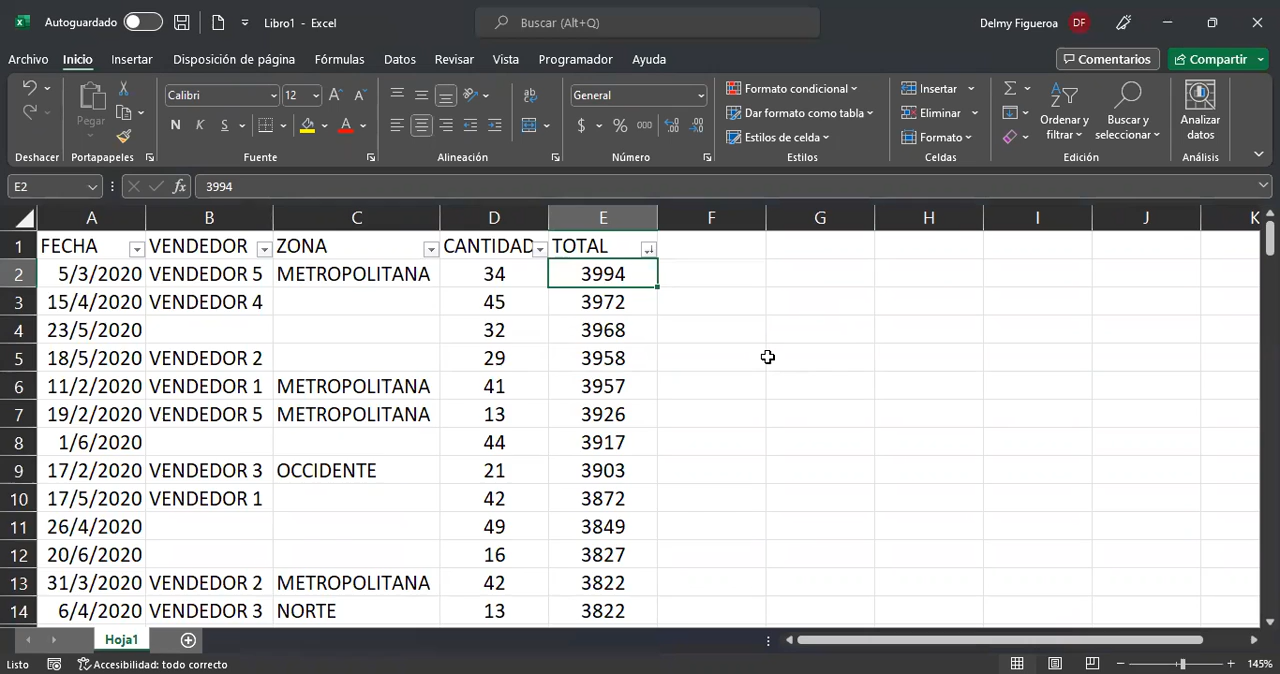 Autoguardado Libro1 - Excel Buscar (Alt+Q) Delmy Figueroa DF
Archivo Inicio Insertar Disposición de página Fórmulas Datos Revisar Vista Programador Ayuda Comentarios Compartir
Pegar Calibri 12 General Formato condicional Insertar
N K S $ % 000 Dar formato como tabla Eliminar Ordenar y filtrar Buscar y seleccionar Analizar datos
Estilos de celda Formato
Deshacer Portapapeles Fuente Alineación Número Estilos Celdas Edición Análisis
E2 fx 3994
A B C D E F G H I J K
1 FECHA VENDEDOR ZONA CANTIDAD TOTAL
2 5/3/2020 VENDEDOR 5 METROPOLITANA 34 3994
3 15/4/2020 VENDEDOR 4 45 3972
4 23/5/2020 32 3968
5 18/5/2020 VENDEDOR 2 29 3958
6 11/2/2020 VENDEDOR 1 METROPOLITANA 41 3957
7 19/2/2020 VENDEDOR 5 METROPOLITANA 13 3926
8 1/6/2020 44 3917
9 17/2/2020 VENDEDOR 3 OCCIDENTE 21 3903
10 17/5/2020 VENDEDOR 1 42 3872
11 26/4/2020 49 3849
12 20/6/2020 16 3827
13 31/3/2020 VENDEDOR 2 METROPOLITANA 42 3822
14 6/4/2020 VENDEDOR 3 NORTE 13 3822
Hoja1
Listo Accesibilidad: todo correcto 145%